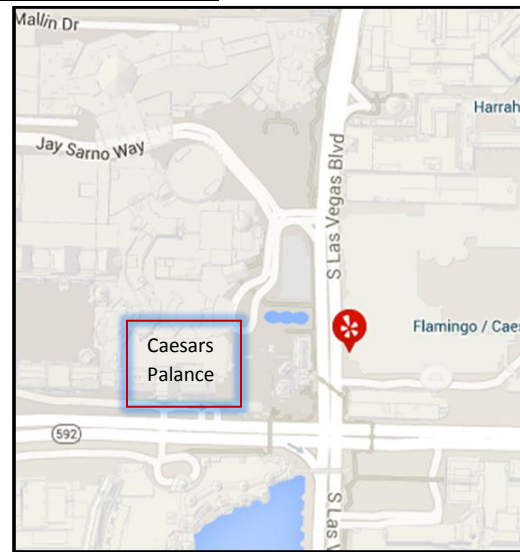 Mallin Dr
Harrah
Jay Sarno Way
S Las Vegas Blvd
Flamingo / Caes
Caesars
Palance
592
S Las V